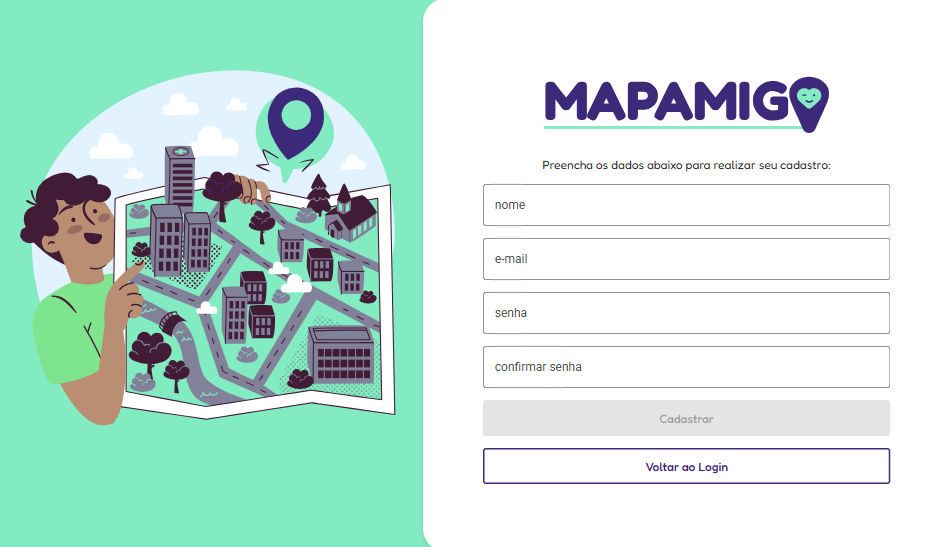 MAPAMIGO
Preencha os dados abaixo para realizar seu cadastro:
nome
e-mail
senha
confirmar senha
Cadastrar
Voltar ao Login